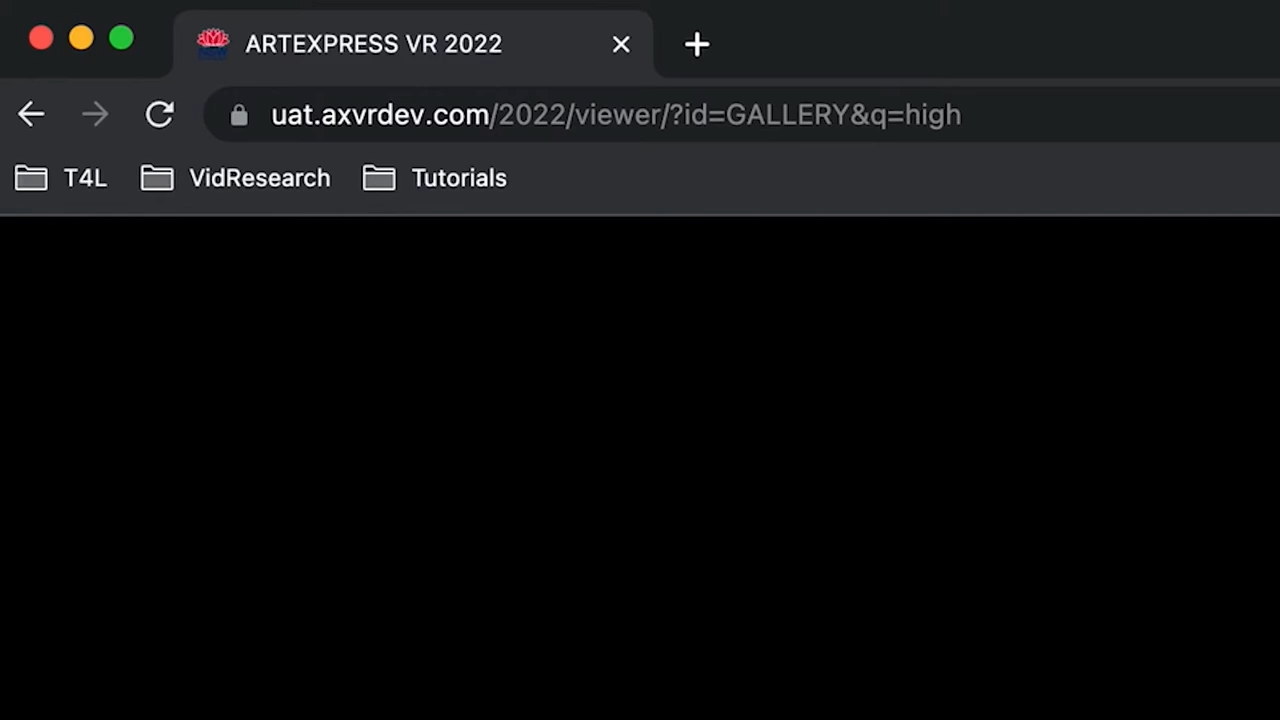 ARTEXPRESS VR 2022
uat.axvrdev.com/2022/viewer/?id=GALLERY&q=high
T4L VidResearch Tutorials